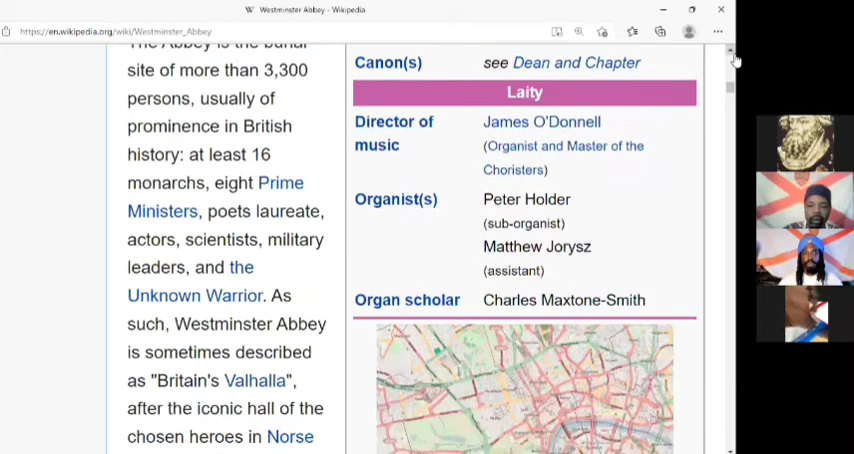 Westminster Abbey - Wikipedia
https://en.wikipedia.org/wiki/Westminster_Abbey
The Abbey is the burial
site of more than 3,300
persons, usually of
prominence in British
history: at least 16
monarchs, eight Prime
Ministers, poets laureate,
actors, scientists, military
leaders, and the
Unknown Warrior. As
such, Westminster Abbey
is sometimes described
as "Britain's Valhalla",
after the iconic hall of the
chosen heroes in Norse
Canon(s) see Dean and Chapter
Laity
Director of music James O'Donnell
(Organist and Master of the
Choristers)
Organist(s) Peter Holder
(sub-organist)
Matthew Jorysz
(assistant)
Organ scholar Charles Maxtone-Smith